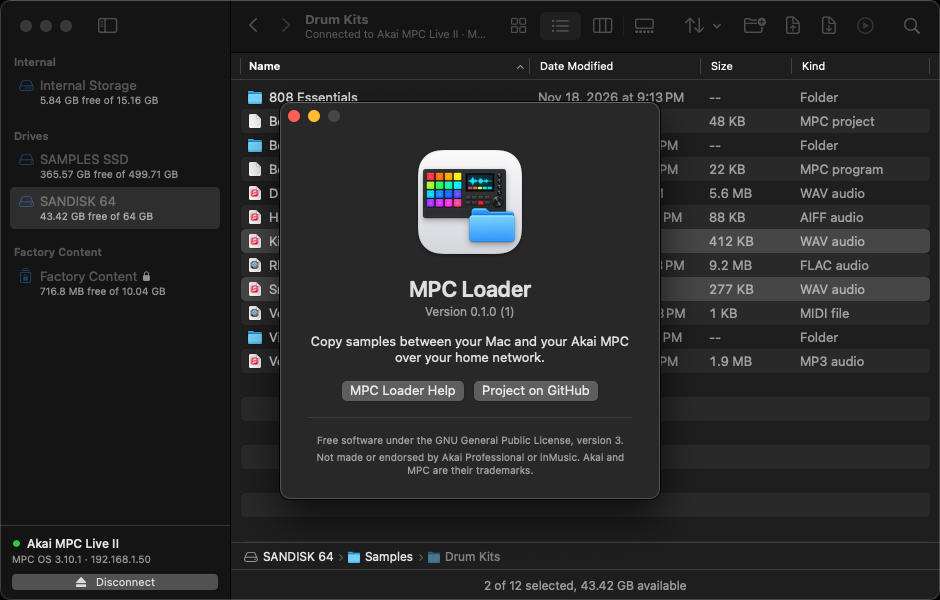 Drum Kits
Connected to Akai MPC Live II · M...
Internal
Internal Storage
5.84 GB free of 15.16 GB
Drives
SAMPLES SSD
365.57 GB free of 499.71 GB
SANDISK 64
43.42 GB free of 64 GB
Factory Content
Factory Content
716.8 MB free of 10.04 GB
Akai MPC Live II
MPC OS 3.10.1 · 192.168.1.50
Disconnect
Name Date Modified Size Kind
808 Essentials Nov 18, 2026 at 9:13 PM -- Folder
48 KB MPC project
PM -- Folder
PM 22 KB MPC program
5.6 MB WAV audio
PM 88 KB AIFF audio
412 KB WAV audio
PM 9.2 MB FLAC audio
277 KB WAV audio
PM 1 KB MIDI file
PM -- Folder
PM 1.9 MB MP3 audio
MPC Loader
Version 0.1.0 (1)
Copy samples between your Mac and your Akai MPC
over your home network.
MPC Loader Help Project on GitHub
Free software under the GNU General Public License, version 3.
Not made or endorsed by Akai Professional or inMusic. Akai and
MPC are their trademarks.
SANDISK 64 › Samples › Drum Kits
2 of 12 selected, 43.42 GB available